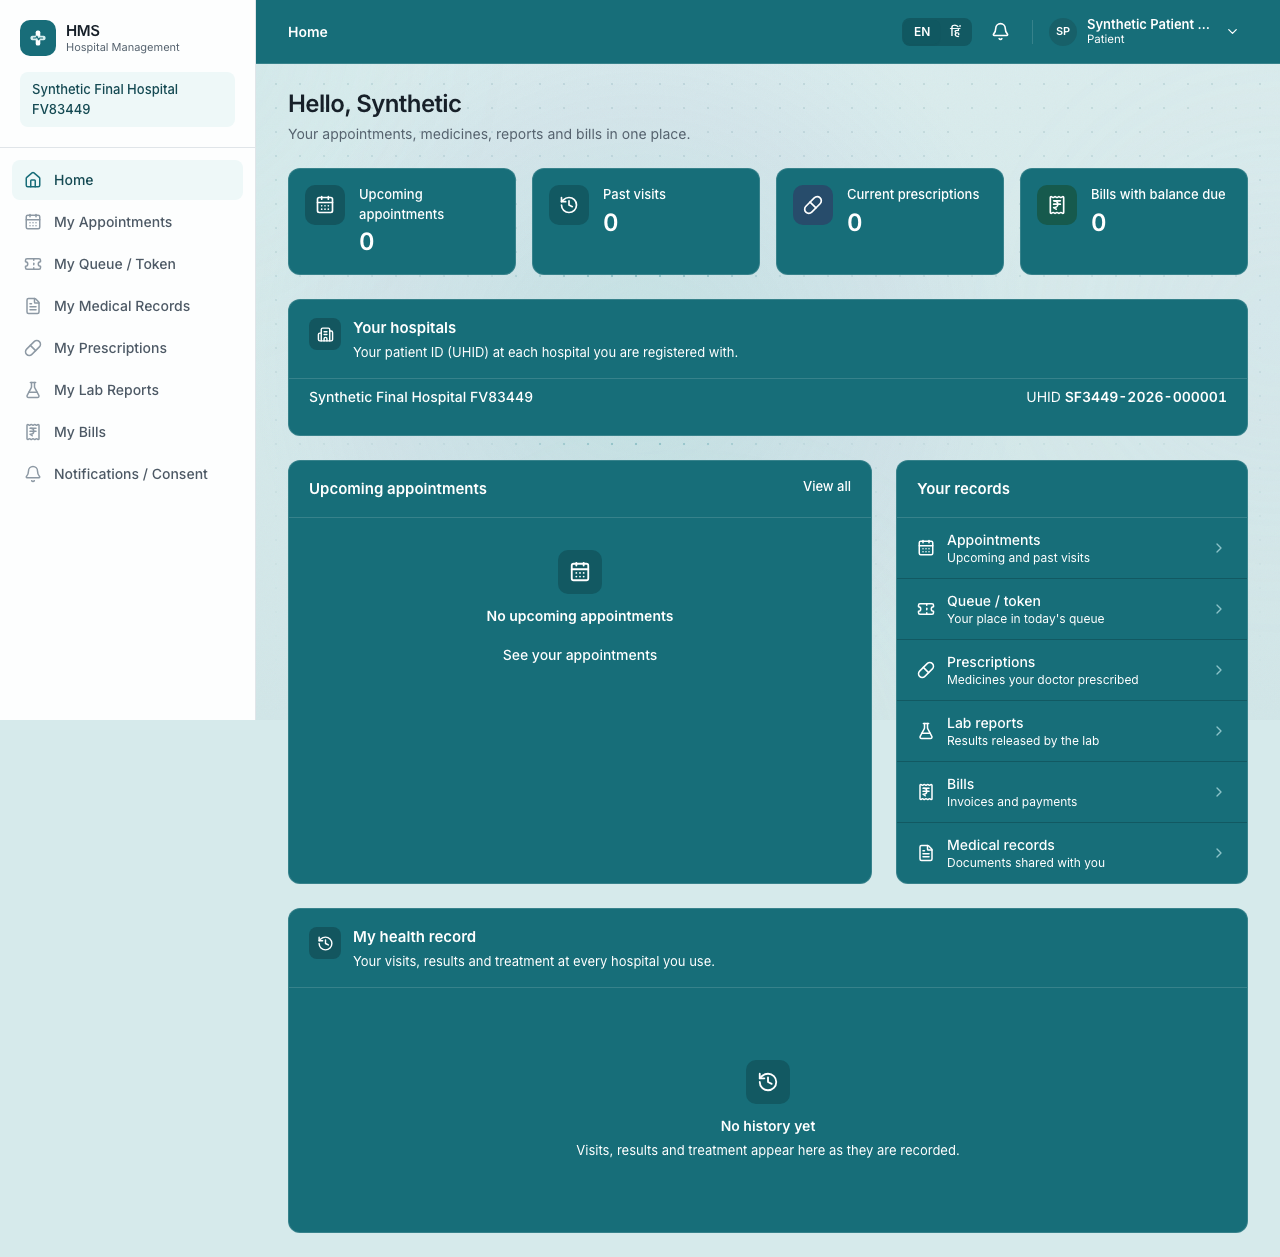 HMS
Hospital Management
Synthetic Final Hospital
FV83449
Home
My Appointments
My Queue / Token
My Medical Records
My Prescriptions
My Lab Reports
My Bills
Notifications / Consent
Home
EN
हिं
SP
Synthetic Patient ...
Patient
Hello, Synthetic
Your appointments, medicines, reports and bills in one place.
Upcoming
appointments
0
Past visits
0
Current prescriptions
0
Bills with balance due
0
Your hospitals
Your patient ID (UHID) at each hospital you are registered with.
Synthetic Final Hospital FV83449
UHID SF3449-2026-000001
Upcoming appointments
View all
No upcoming appointments
See your appointments
Your records
Appointments
Upcoming and past visits
Queue / token
Your place in today's queue
Prescriptions
Medicines your doctor prescribed
Lab reports
Results released by the lab
Bills
Invoices and payments
Medical records
Documents shared with you
My health record
Your visits, results and treatment at every hospital you use.
No history yet
Visits, results and treatment appear here as they are recorded.